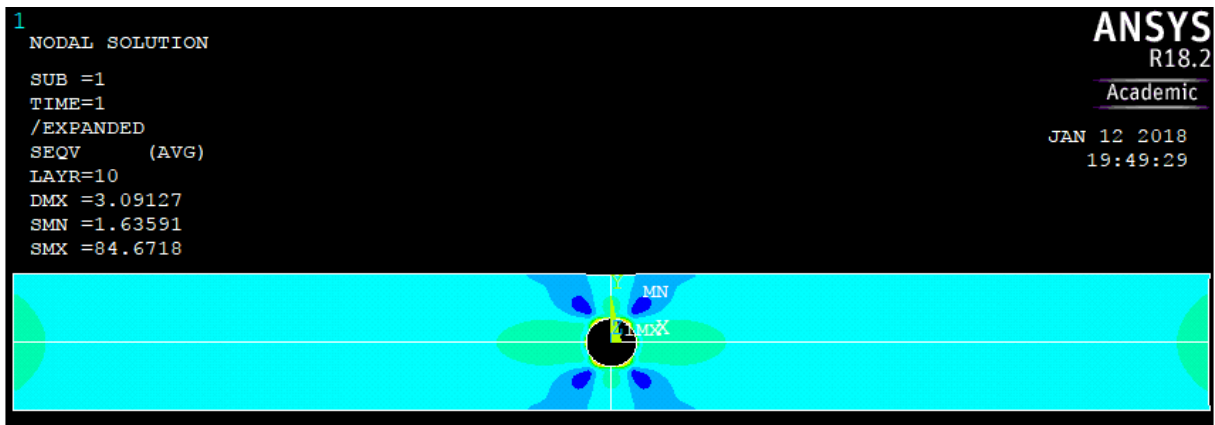 1
NODAL SOLUTION
SUB =1
TIME=1
/EXPANDED
SEQV (AVG)
LAYR=10
DMX =3.09127
SMN =1.63591
SMX =84.6718
ANSYS
R18.2
Academic
JAN 12 2018
19:49:29
Y
MN
MX
X